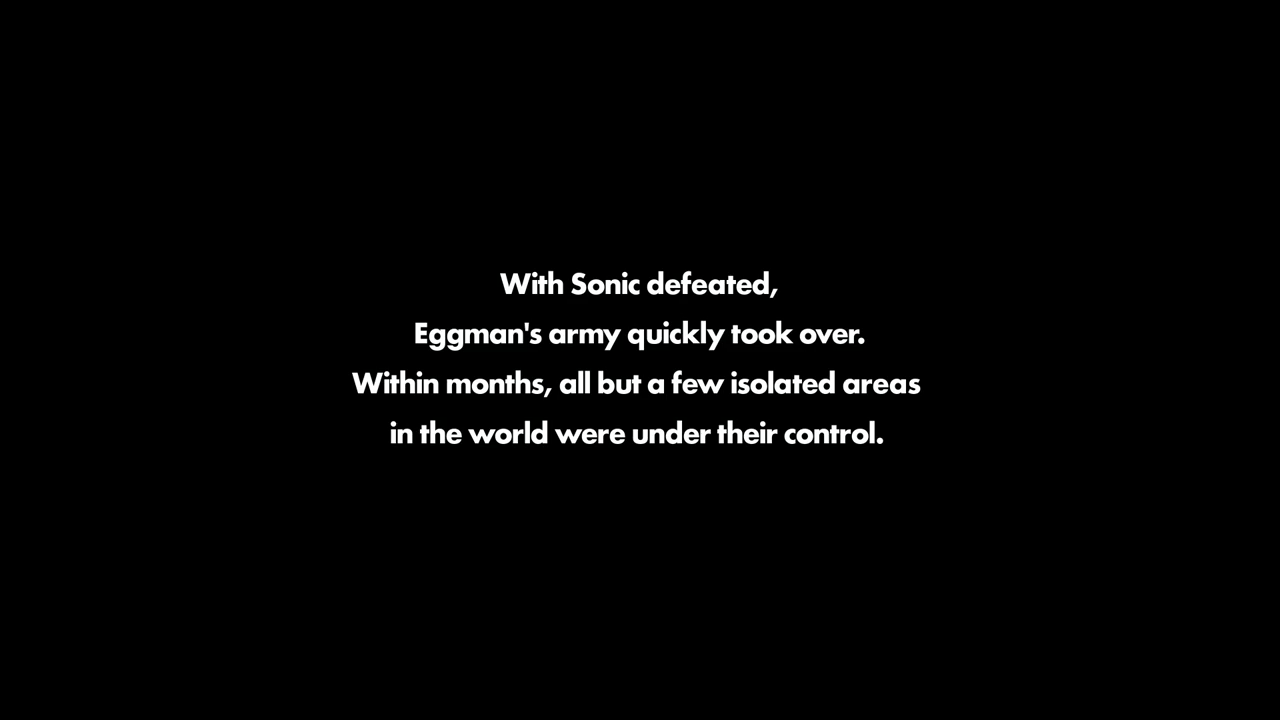 With Sonic defeated,
Eggman's army quickly took over.
Within months, all but a few isolated areas
in the world were under their control.